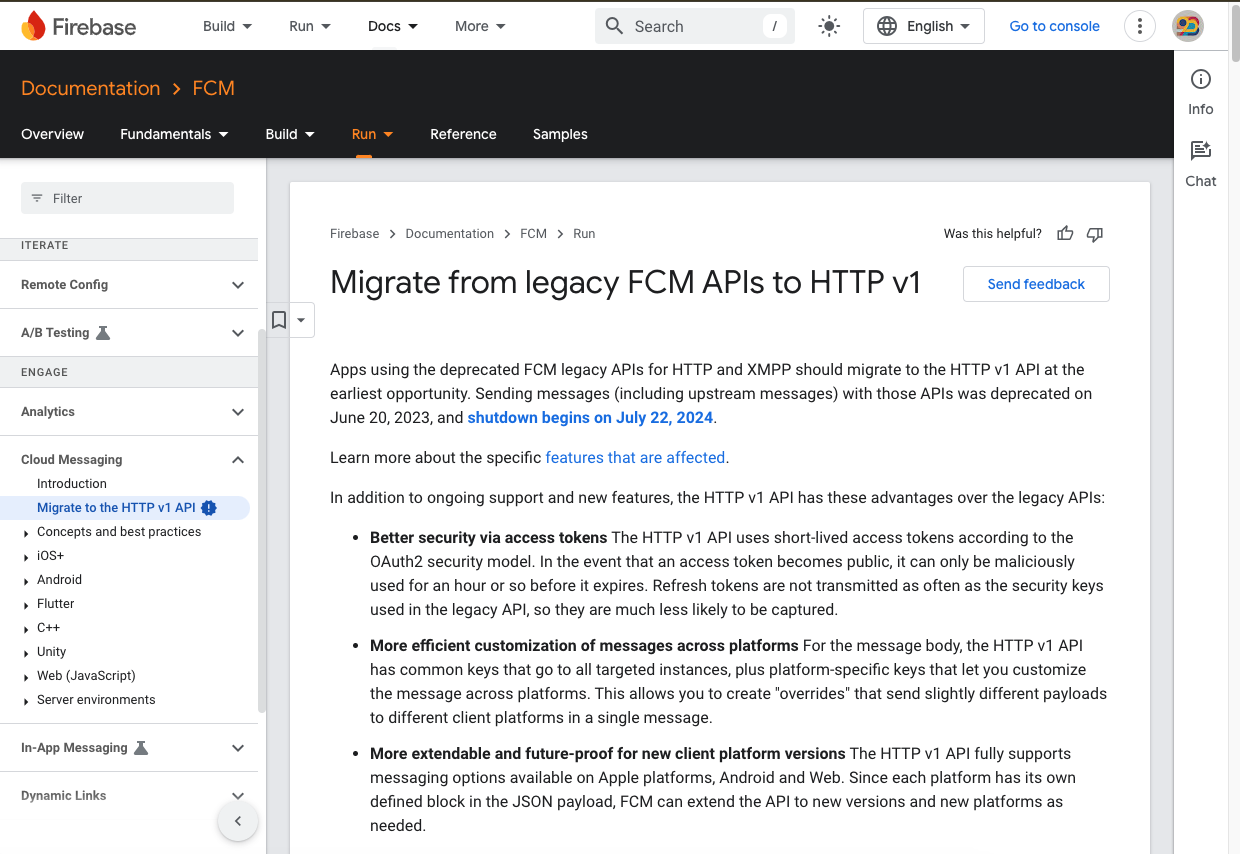 Firebase
Build
Run
Docs
More
Search
/
English
Go to console
Documentation > FCM
Overview
Fundamentals
Build
Run
Reference
Samples
Info
Chat
Filter
ITERATE
Remote Config
A/B Testing
ENGAGE
Analytics
Cloud Messaging
Introduction
Migrate to the HTTP v1 API
Concepts and best practices
iOS+
Android
Flutter
C++
Unity
Web (JavaScript)
Server environments
In-App Messaging
Dynamic Links
Firebase > Documentation > FCM > Run
Was this helpful?
Migrate from legacy FCM APIs to HTTP v1
Send feedback
Apps using the deprecated FCM legacy APIs for HTTP and XMPP should migrate to the HTTP v1 API at the
earliest opportunity. Sending messages (including upstream messages) with those APIs was deprecated on
June 20, 2023, and shutdown begins on July 22, 2024.
Learn more about the specific features that are affected.
In addition to ongoing support and new features, the HTTP v1 API has these advantages over the legacy APIs:
• Better security via access tokens The HTTP v1 API uses short-lived access tokens according to the
OAuth2 security model. In the event that an access token becomes public, it can only be maliciously
used for an hour or so before it expires. Refresh tokens are not transmitted as often as the security keys
used in the legacy API, so they are much less likely to be captured.
• More efficient customization of messages across platforms For the message body, the HTTP v1 API
has common keys that go to all targeted instances, plus platform-specific keys that let you customize
the message across platforms. This allows you to create "overrides" that send slightly different payloads
to different client platforms in a single message.
• More extendable and future-proof for new client platform versions The HTTP v1 API fully supports
messaging options available on Apple platforms, Android and Web. Since each platform has its own
defined block in the JSON payload, FCM can extend the API to new versions and new platforms as
needed.